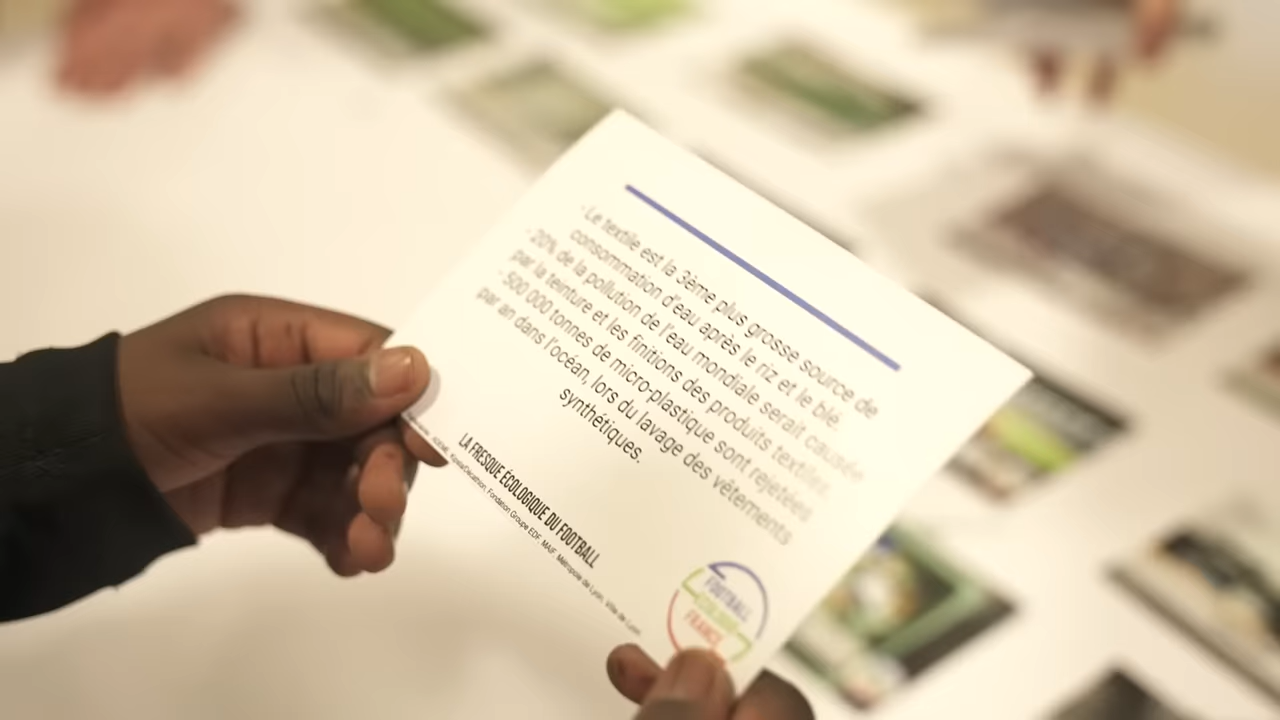 - Le textile est la 3ème plus grosse source de
consommation d'eau après le riz et le blé.
- 20% de la pollution de l'eau mondiale serait causée
par la teinture et les finitions des produits textiles.
- 500 000 tonnes de micro-plastique sont rejetées
par an dans l'océan, lors du lavage des vêtements
synthétiques.
LA FRESQUE ÉCOLOGIQUE DU FOOTBALL
Kipsta/Décathlon, Fondation Groupe EDF, MAIF, Métropole de Lyon, Ville de Lyon
FOOTBALL
ÉCOLOGIE
FRANCE